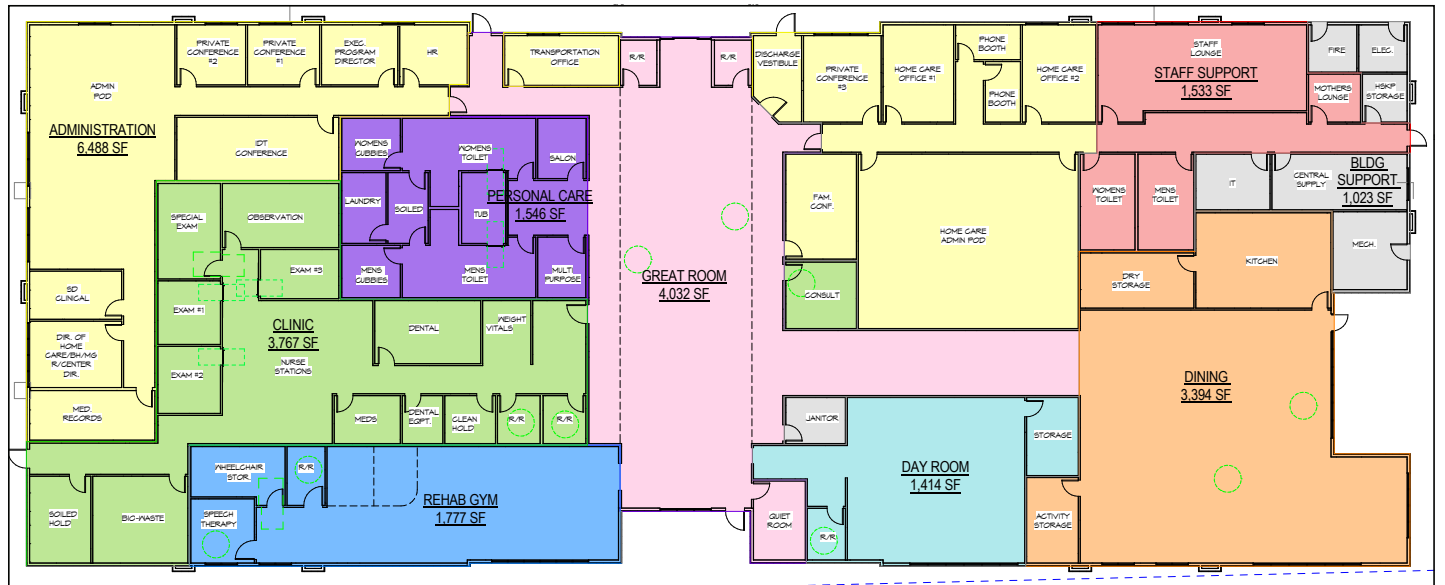 PRIVATE
CONFERENCE
#2
PRIVATE
CONFERENCE
#1
EXEC.
PROGRAM
DIRECTOR
HR
TRANSPORTATION
OFFICE
R/R
R/R
DISCHARGE
VESTIBULE
PRIVATE
CONFERENCE
#3
HOME CARE
OFFICE #1
PHONE
BOOTH
PHONE
BOOTH
HOME CARE
OFFICE #2
STAFF
LOUNGE
STAFF SUPPORT
1,533 SF
FIRE
ELEC.
MOTHERS
LOUNGE
HSKP
STORAGE
ADMIN
POD
ADMINISTRATION
6,488 SF
IDT
CONFERENCE
WOMENS
CUBBIES
WOMENS
TOILET
SALON
LAUNDRY
SOILED
TUB
PERSONAL CARE
1,546 SF
MENS
CUBBIES
MENS
TOILET
MULTI
PURPOSE
SPECIAL
EXAM
OBSERVATION
EXAM #3
EXAM #1
EXAM #2
SD
CLINICAL
DIR. OF
HOME
CARE/BH/MG
R/CENTER
DIR.
MED.
RECORDS
CLINIC
3,767 SF
NURSE
STATIONS
DENTAL
WEIGHT
VITALS
MEDS
DENTAL
EQPT.
CLEAN
HOLD
R/R
R/R
GREAT ROOM
4,032 SF
FAM.
CONF.
CONSULT
HOME CARE
ADMIN POD
WOMENS
TOILET
MENS
TOILET
IT
CENTRAL
SUPPLY
BLDG
SUPPORT
1,023 SF
MECH.
DRY
STORAGE
KITCHEN
DINING
3,394 SF
JANITOR
DAY ROOM
1,414 SF
STORAGE
ACTIVITY
STORAGE
QUIET
ROOM
R/R
SOILED
HOLD
BIO-WASTE
WHEELCHAIR
STOR.
R/R
SPEECH
THERAPY
REHAB GYM
1,777 SF